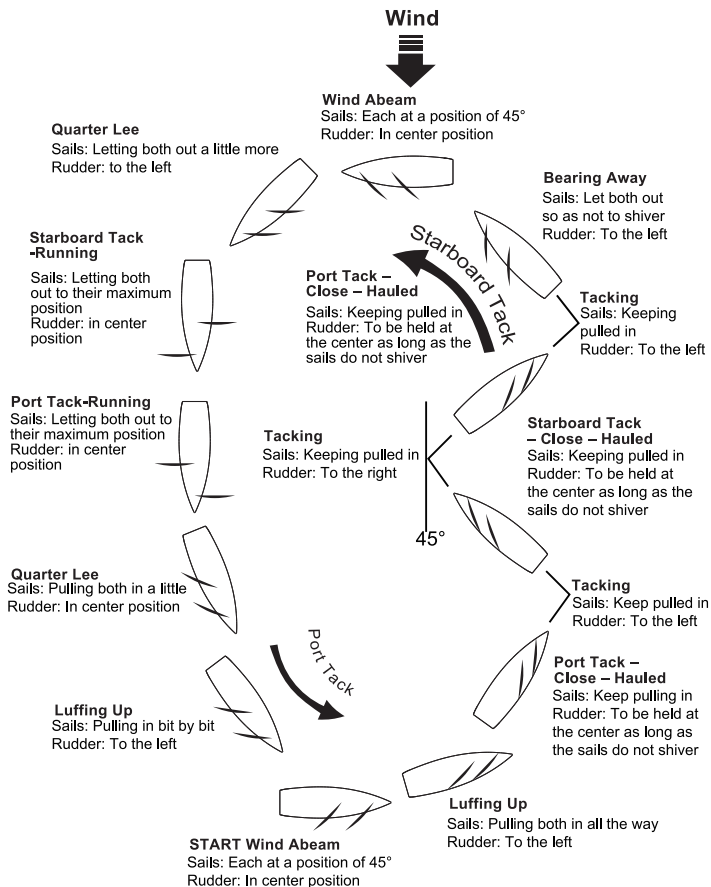 Wind
Wind Abeam
Sails: Each at a position of 45°
Rudder: In center position
Quarter Lee
Sails: Letting both out a little more
Rudder: to the left
Bearing Away
Sails: Let both out
so as not to shiver
Rudder: To the left
Starboard Tack
-Running
Sails: Letting both
out to their maximum
position
Rudder: in center
position
Starboard Tack
Port Tack –
Close – Hauled
Sails: Keeping pulled in
Rudder: To be held at
the center as long as the
sails do not shiver
Tacking
Sails: Keeping
pulled in
Rudder: To the left
Port Tack-Running
Sails: Letting both out to
their maximum position
Rudder: in center
position
Tacking
Sails: Keeping pulled in
Rudder: To the right
Starboard Tack
– Close – Hauled
Sails: Keeping pulled in
Rudder: To be held at
the center as long as the
sails do not shiver
45°
Quarter Lee
Sails: Pulling both in a little
Rudder: In center position
Tacking
Sails: Keep pulled in
Rudder: To the left
Port Tack
Port Tack –
Close – Hauled
Sails: Keep pulling in
Rudder: To be held at
the center as long as
the sails do not shiver
Luffing Up
Sails: Pulling in bit by bit
Rudder: To the left
Luffing Up
Sails: Pulling both in all the way
Rudder: To the left
START Wind Abeam
Sails: Each at a position of 45°
Rudder: In center position